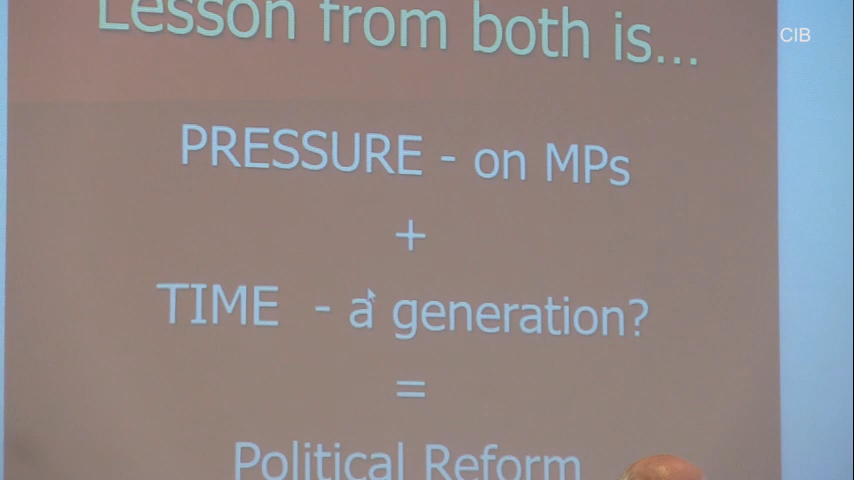 Lesson from both is...
CIB
PRESSURE - on MPs
+
TIME - a generation?
=
Political Reform